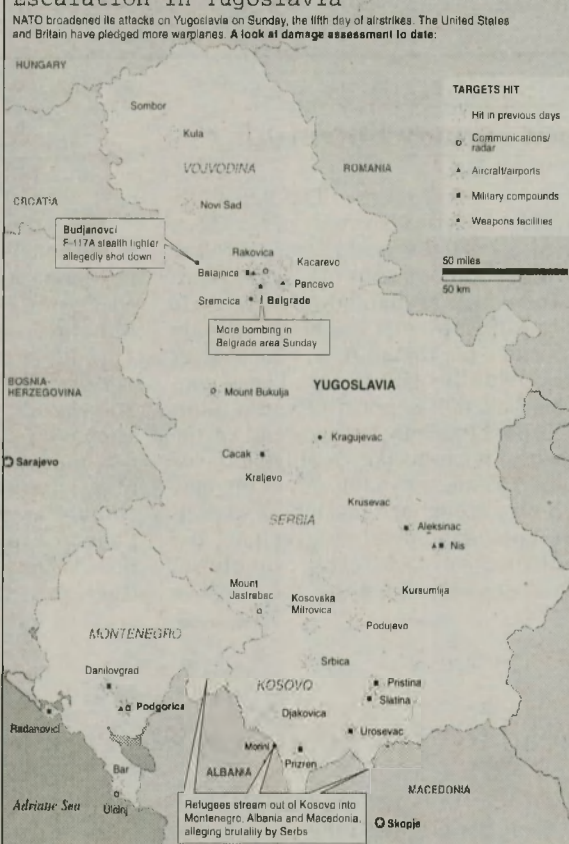 Escalation in Yugoslavia
NATO broadened its attacks on Yugoslavia on Sunday, the fifth day of airstrikes. The United States
and Britain have pledged more warplanes. A look at damage assessment to date:
HUNGARY
TARGETS HIT
Hit in previous days
Communications/
radar
Aircraft/airports
Military compounds
Weapons facilities
50 miles
50 km
Sombor
Kula
VOJVODINA
ROMANIA
CROATIA
Novi Sad
Budjanovci
F-117A stealth fighter
allegedly shot down
Rakovica
Kacarevo
Batajnica
Pancevo
Sremcica
Belgrade
More bombing in
Belgrade area Sunday
BOSNIA-
HERZEGOVINA
Mount Bukulja
YUGOSLAVIA
Kragujevac
Sarajevo
Cacak
Kraljevo
Krusevac
SERBIA
Aleksinac
Nis
Mount
Jastrebac
Kosovska
Mitrovica
Kursumlija
Podujevo
MONTENEGRO
Srbica
Danilovgrad
KOSOVO
Pristina
Slatina
Podgorica
Djakovica
Radanovici
Urosevac
Morini
Prizren
Bar
ALBANIA
MACEDONIA
Adriatic Sea
Ulcinj
Refugees stream out of Kosovo into
Montenegro, Albania and Macedonia,
alleging brutality by Serbs
Skopje